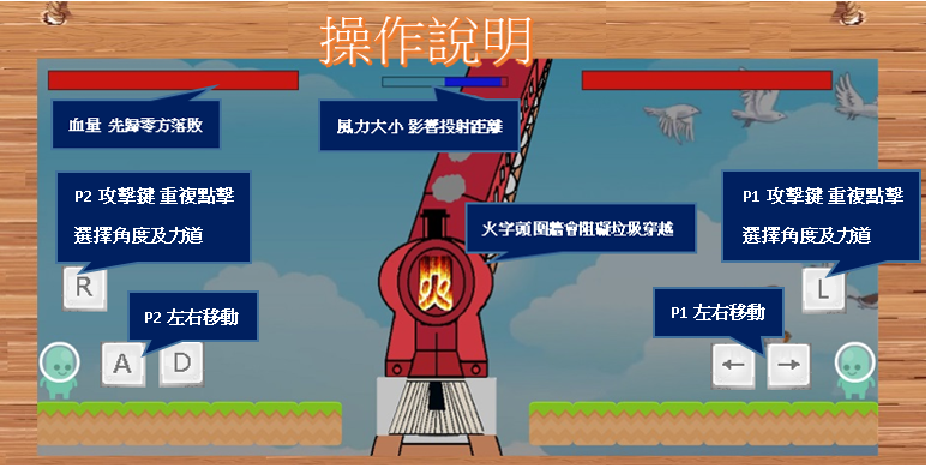 操作說明
血量 先歸零方落敗
風力大小 影響投射距離
P2 攻擊鍵 重複點擊
選擇角度及力道
P1 攻擊鍵 重複點擊
選擇角度及力道
火字頭圍牆會阻礙垃圾穿越
火
R
L
P2 左右移動
P1 左右移動
A
D
←
→